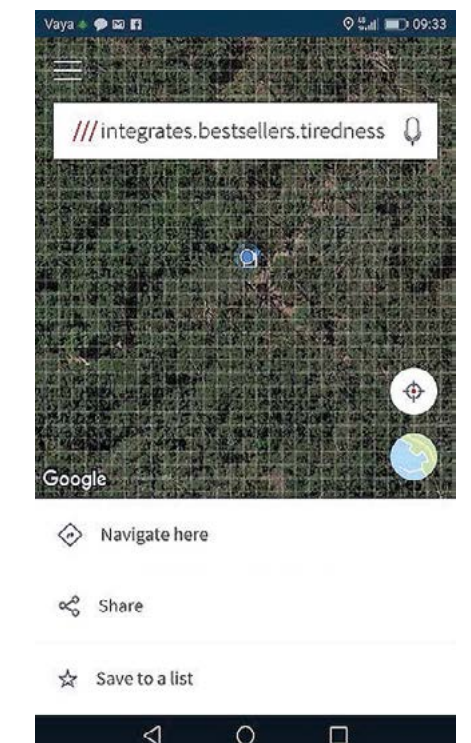 Vaya 09:33
///integrates.bestsellers.tiredness
Google
Navigate here
Share
Save to a list